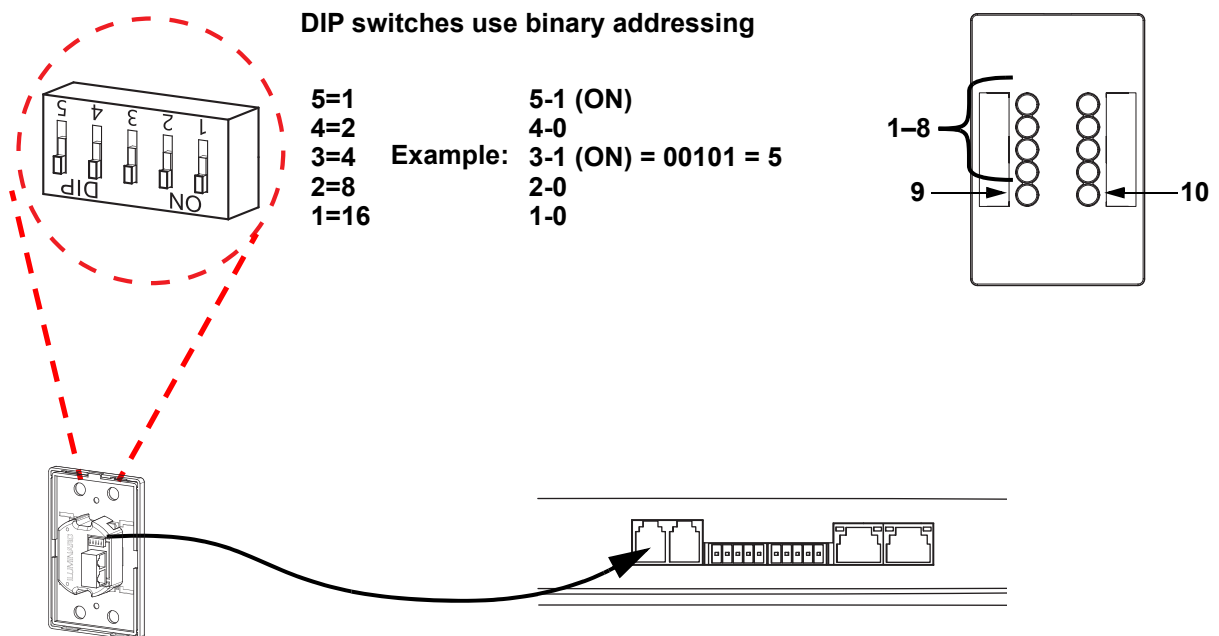 DIP switches use binary addressing
5 4 3 2 1
DIP
ON
5=1
4=2
3=4
2=8
1=16
Example:
5-1 (ON)
4-0
3-1 (ON) = 00101 = 5
2-0
1-0
1–8
9
10
ILUMINARIO